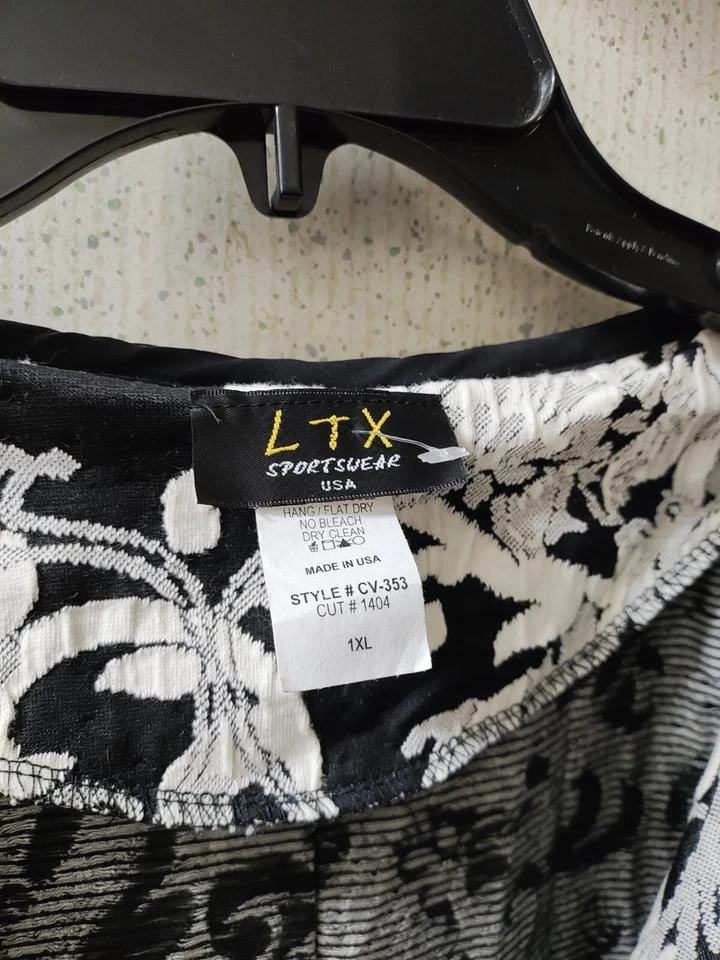 LTX
SPORTSWEAR
USA
HANG / FLAT DRY
NO BLEACH
DRY CLEAN
MADE IN USA
STYLE # CV-353
CUT # 1404
1XL